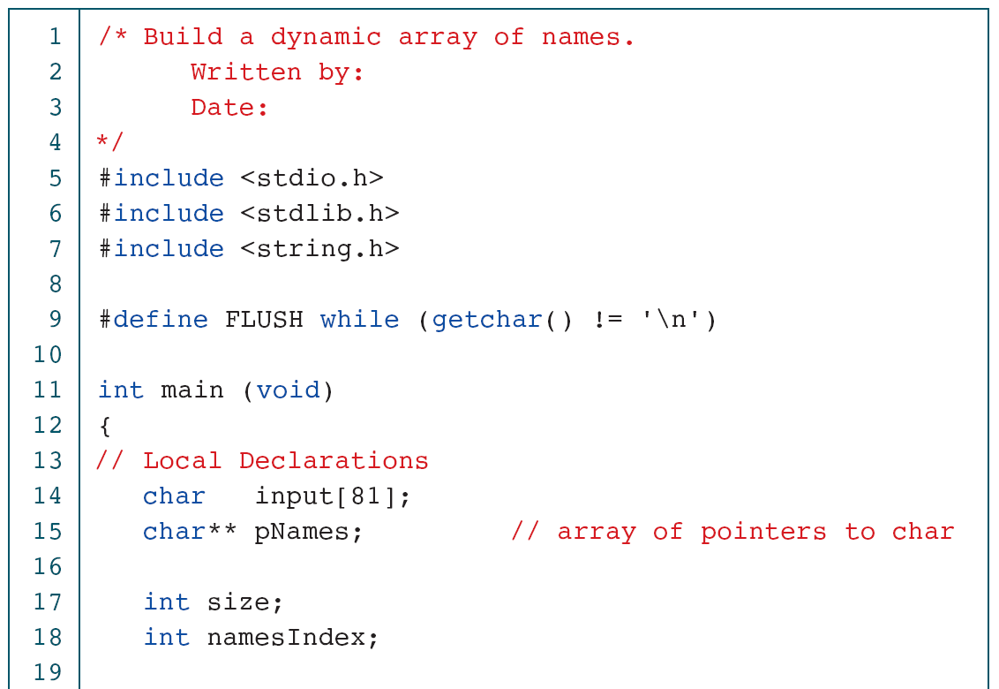 1 /* Build a dynamic array of names.
2 Written by:
3 Date:
4 */
5 #include <stdio.h>
6 #include <stdlib.h>
7 #include <string.h>
8
9 #define FLUSH while (getchar() != '\n')
10
11 int main (void)
12 {
13 // Local Declarations
14 char input[81];
15 char** pNames; // array of pointers to char
16
17 int size;
18 int namesIndex;
19